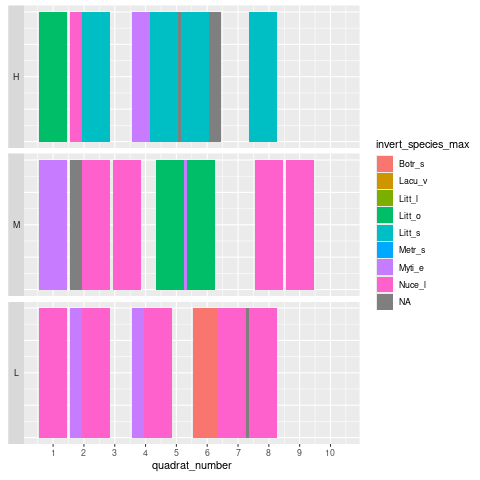 H
M
L
1 2 3 4 5 6 7 8 9 10
quadrat_number
invert_species_max
Botr_s
Lacu_v
Litt_l
Litt_o
Litt_s
Metr_s
Myti_e
Nuce_l
NA